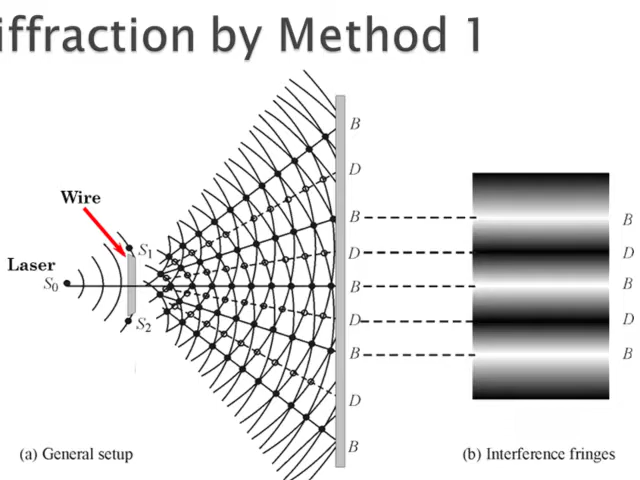 iffraction by Method 1
B
D
Wire
B
B
S₁
D
D
Laser
S₀
B
B
S₂
D
D
B
B
D
B
(a) General setup
(b) Interference fringes